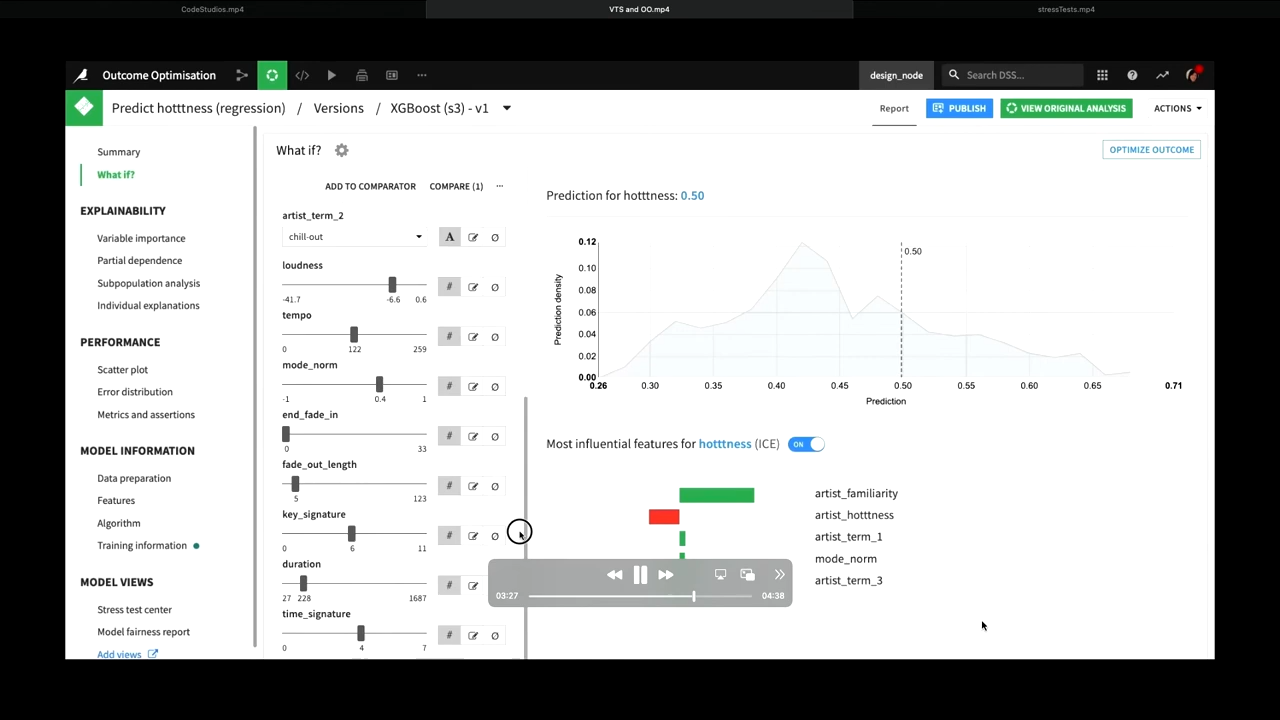 CodeStudios.mp4
VTS and OO.mp4
stressTests.mp4
Outcome Optimisation
design_node
Search DSS...
Predict hotttness (regression) / Versions / XGBoost (s3) - v1
Report
PUBLISH
VIEW ORIGINAL ANALYSIS
ACTIONS
Summary
What if?
EXPLAINABILITY
Variable importance
Partial dependence
Subpopulation analysis
Individual explanations
PERFORMANCE
Scatter plot
Error distribution
Metrics and assertions
MODEL INFORMATION
Data preparation
Features
Algorithm
Training information
MODEL VIEWS
Stress test center
Model fairness report
Add views
What if?
OPTIMIZE OUTCOME
ADD TO COMPARATOR
COMPARE (1)
...
artist_term_2
chill-out
A
Ø
loudness
#
Ø
-41.7 -6.6 0.6
tempo
#
Ø
0 122 259
mode_norm
#
Ø
-1 0.4 1
end_fade_in
#
Ø
0 33
fade_out_length
#
Ø
5 123
key_signature
#
Ø
0 6 11
duration
#
27 228 1687
time_signature
#
Ø
0 4 7
Prediction for hotttness: 0.50
Prediction density
0.12
0.10
0.08
0.06
0.04
0.02
0.00
0.50
0.26 0.30 0.35 0.40 0.45 0.50 0.55 0.60 0.65 0.71
Prediction
Most influential features for hotttness (ICE)
ON
artist_familiarity
artist_hotttness
artist_term_1
mode_norm
artist_term_3
03:27
04:38